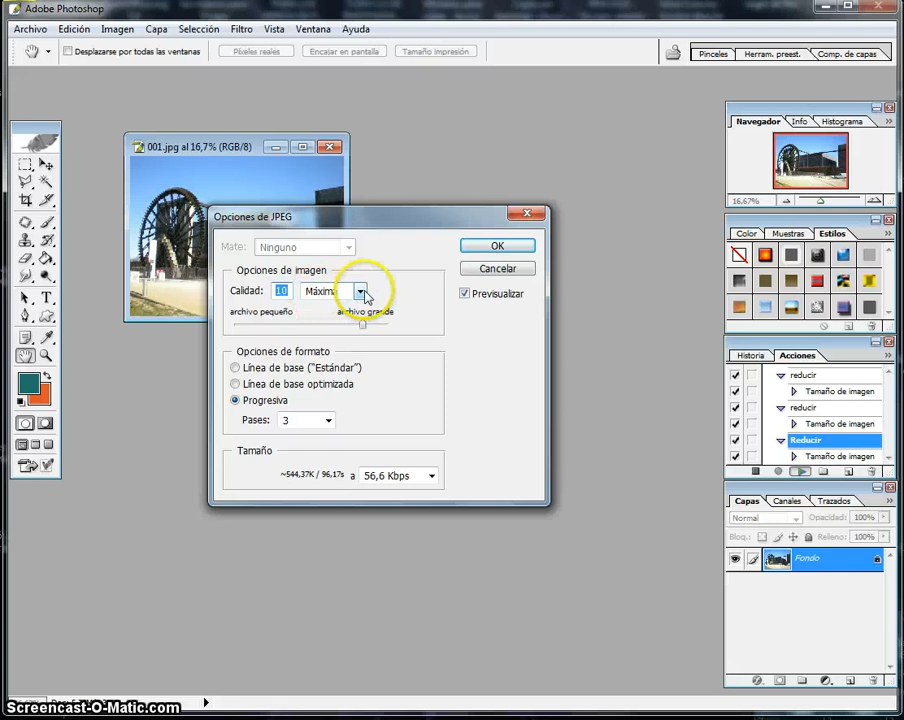 Adobe Photoshop
Archivo Edición Imagen Capa Selección Filtro Vista Ventana Ayuda
Desplazarse por todas las ventanas Píxeles reales Encajar en pantalla Tamaño impresión Pinceles Herram. preest. Comp. de capas
001.jpg al 16,7% (RGB/8)
Navegador Info Histograma
16,67%
Color Muestras Estilos
Opciones de JPEG
Mate: Ninguno OK
Opciones de imagen Cancelar
Calidad: 10 Máxima Previsualizar
archivo pequeño archivo grande
Opciones de formato
Línea de base ("Estándar")
Línea de base optimizada
Progresiva
Pases: 3
Tamaño
~544,37K / 96,17s a 56,6 Kbps
Historia Acciones
reducir
Tamaño de imagen
reducir
Tamaño de imagen
Reducir
Tamaño de imagen
Capas Canales Trazados
Normal Opacidad: 100%
Bloq.: Relleno: 100%
Fondo
Screencast-O-Matic.com